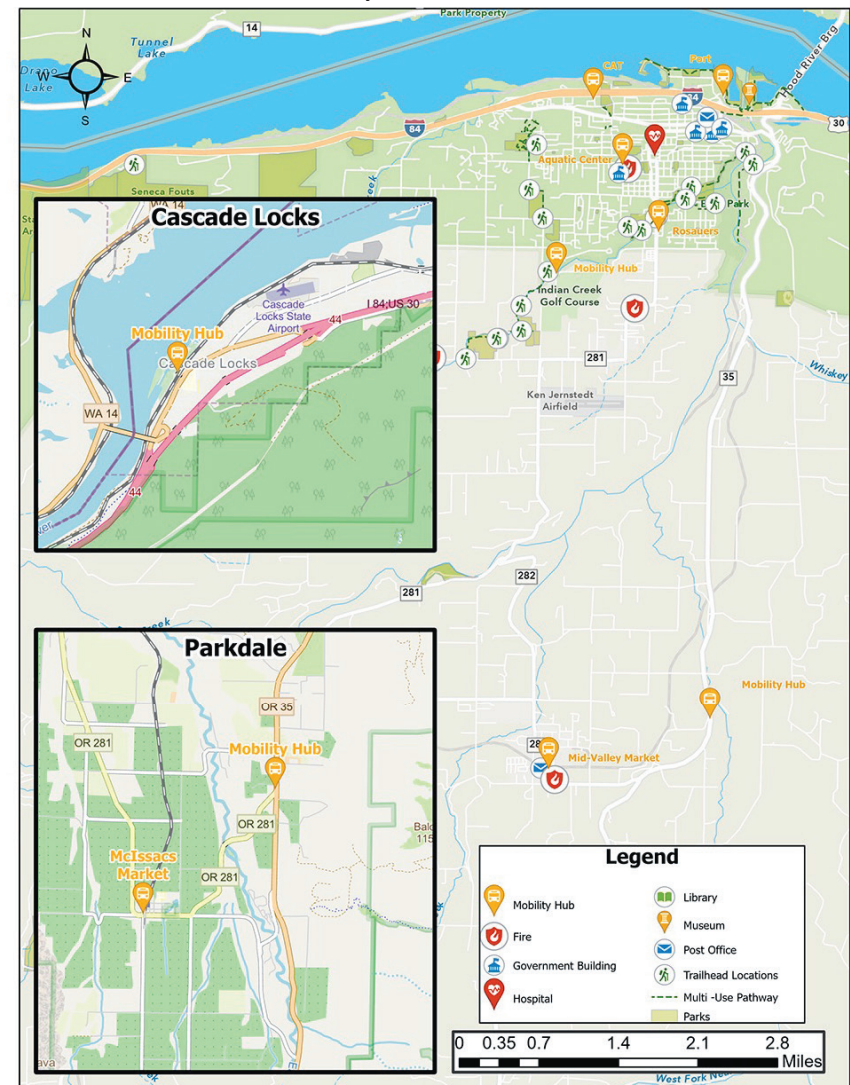 Park Property
14
Tunnel
Lake
N
W
E
S
Drano
Lake
CAT
Port
Hood River Brg
84
30
84
Aquatic Center
Seneca Fouts
Park
Rosauers
Mobility Hub
Indian Creek
Golf Course
281
35
Whiskey
Ken Jernstedt
Airfield
Cascade Locks
WA 14
Cascade
Locks State
Airport
I 84;US 30
44
Mobility Hub
Cascade Locks
WA 14
44
281
282
Parkdale
OR 35
OR 281
Mobility Hub
OR 281
McIssacs
Market
OR 281
Mobility Hub
Mid-Valley Market
Legend
Mobility Hub
Fire
Government Building
Hospital
Library
Museum
Post Office
Trailhead Locations
Multi -Use Pathway
Parks
0 0.35 0.7 1.4 2.1 2.8
Miles
West Fork